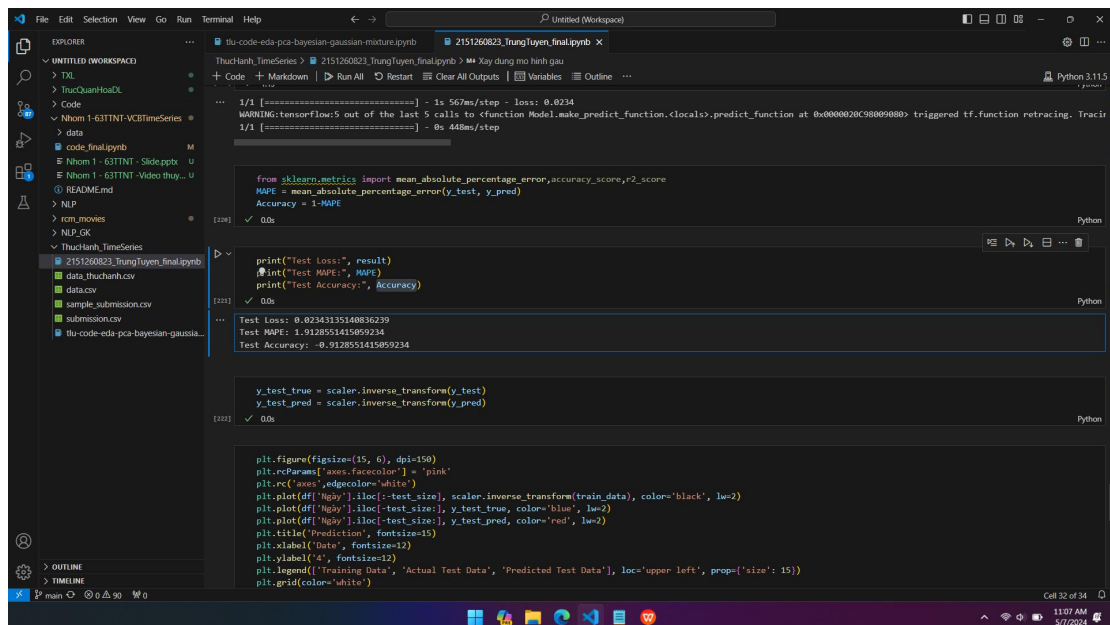 File Edit Selection View Go Run Terminal Help
Untitled (Workspace)
EXPLORER
tlu-code-eda-pca-bayesian-gaussian-mixture.ipynb
2151260823_TrungTuyen_final.ipynb
UNTITLED (WORKSPACE)
TXL
TrucQuanHoaDL
Code
Nhom 1-63TTNT-VCBTimeSeries
data
code_final.ipynb M
Nhom 1 - 63TTNT - Slide.pptx U
Nhom 1 - 63TTNT -Video thuy... U
README.md
NLP
rcm_movies
NLP_GK
ThucHanh_TimeSeries
2151260823_TrungTuyen_final.ipynb
data_thuchanh.csv
data.csv
sample_submission.csv
submission.csv
tlu-code-eda-pca-bayesian-gaussia...
OUTLINE
TIMELINE
87
1
ThucHanh_TimeSeries > 2151260823_TrungTuyen_final.ipynb > M+ Xay dung mo hinh gau
+ Code + Markdown | Run All Restart Clear All Outputs | Variables Outline ...
Python 3.11.5
... 1/1 [==============================] - 1s 567ms/step - loss: 0.0234
WARNING:tensorflow:5 out of the last 5 calls to <function Model.make_predict_function.<locals>.predict_function at 0x0000020C98009080> triggered tf.function retracing. Tracin
1/1 [==============================] - 0s 448ms/step
from sklearn.metrics import mean_absolute_percentage_error,accuracy_score,r2_score
MAPE = mean_absolute_percentage_error(y_test, y_pred)
Accuracy = 1-MAPE
[220] ✓ 0.0s Python
print("Test Loss:", result)
print("Test MAPE:", MAPE)
print("Test Accuracy:", Accuracy)
[221] ✓ 0.0s Python
... Test Loss: 0.02343135140836239
Test MAPE: 1.9128551415059234
Test Accuracy: -0.9128551415059234
y_test_true = scaler.inverse_transform(y_test)
y_test_pred = scaler.inverse_transform(y_pred)
[222] ✓ 0.0s Python
plt.figure(figsize=(15, 6), dpi=150)
plt.rcParams['axes.facecolor'] = 'pink'
plt.rc('axes',edgecolor='white')
plt.plot(df['Ngày'].iloc[:-test_size], scaler.inverse_transform(train_data), color='black', lw=2)
plt.plot(df['Ngày'].iloc[-test_size:], y_test_true, color='blue', lw=2)
plt.plot(df['Ngày'].iloc[-test_size:], y_test_pred, color='red', lw=2)
plt.title('Prediction', fontsize=15)
plt.xlabel('Date', fontsize=12)
plt.ylabel('4', fontsize=12)
plt.legend(['Training Data', 'Actual Test Data', 'Predicted Test Data'], loc='upper left', prop={'size': 15})
plt.grid(color='white')
main 0 90 0
Cell 32 of 34
11:07 AM
5/7/2024